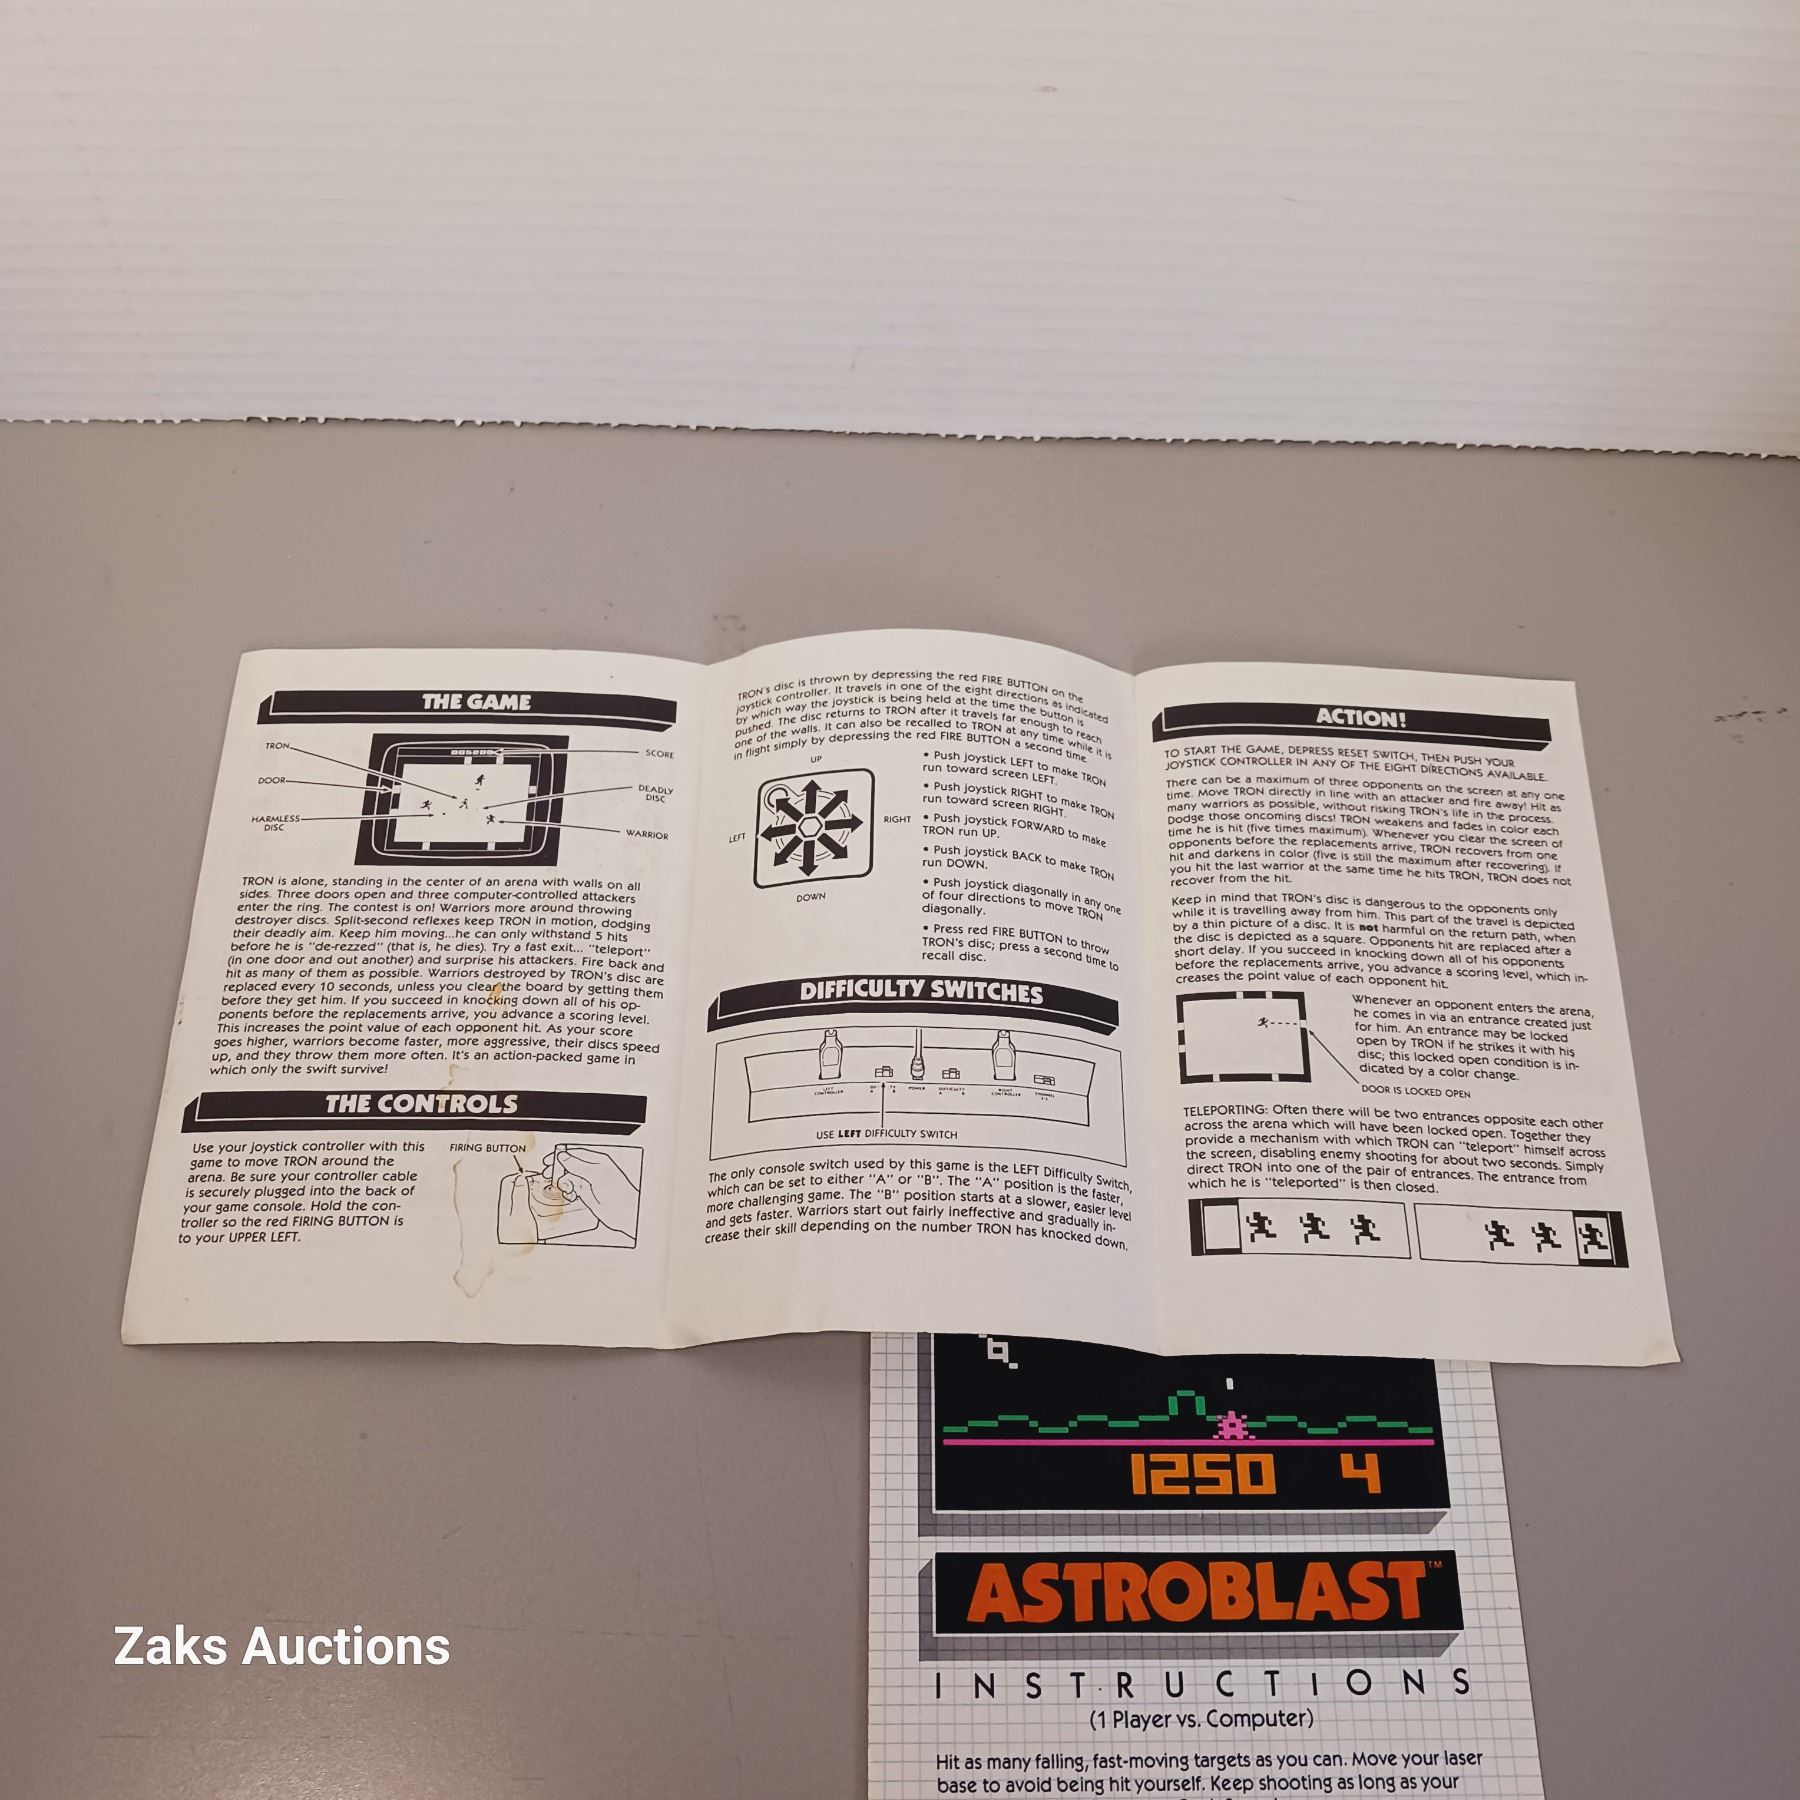 THE GAME
TRON
DOOR
HARMLESS
DISC
SCORE
DEADLY
DISC
WARRIOR
TRON is alone, standing in the center of an arena with walls on all
sides. Three doors open and three computer-controlled attackers
enter the ring. The contest is on! Warriors more around throwing
destroyer discs. Split-second reflexes keep TRON in motion, dodging
their deadly aim. Keep him moving...he can only withstand 5 hits
before he is "de-rezzed" (that is, he dies). Try a fast exit... "teleport"
(in one door and out another) and surprise his attackers. Fire back and
hit as many of them as possible. Warriors destroyed by TRON's disc are
replaced every 10 seconds, unless you clear the board by getting them
before they get him. If you succeed in knocking down all of his op-
ponents before the replacements arrive, you advance a scoring level.
This increases the point value of each opponent hit. As your score
goes higher, warriors become faster, more aggressive, their discs speed
up, and they throw them more often. It's an action-packed game in
which only the swift survive!
THE CONTROLS
Use your joystick controller with this
game to move TRON around the
arena. Be sure your controller cable
is securely plugged into the back of
your game console. Hold the con-
troller so the red FIRING BUTTON is
to your UPPER LEFT.
FIRING BUTTON
TRON's disc is thrown by depressing the red FIRE BUTTON on the
joystick controller. It travels in one of the eight directions as indicated
by which way the joystick is being held at the time the button is
pushed. The disc returns to TRON after it travels far enough to reach
one of the walls. It can also be recalled to TRON at any time while it is
in flight simply by depressing the red FIRE BUTTON a second time.
UP
LEFT
RIGHT
DOWN
• Push joystick LEFT to make TRON
run toward screen LEFT.
• Push joystick RIGHT to make TRON
run toward screen RIGHT.
• Push joystick FORWARD to make
TRON run UP.
• Push joystick BACK to make TRON
run DOWN.
• Push joystick diagonally in any one
of four directions to move TRON
diagonally.
• Press red FIRE BUTTON to throw
TRON's disc; press a second time to
recall disc.
DIFFICULTY SWITCHES
LEFT
CONTROLLER
POWER
DIFFICULTY
A B
RIGHT
CONTROLLER
CHANNEL
USE LEFT DIFFICULTY SWITCH
The only console switch used by this game is the LEFT Difficulty Switch,
which can be set to either "A" or "B". The "A" position is the faster,
more challenging game. The "B" position starts at a slower, easier level
and gets faster. Warriors start out fairly ineffective and gradually in-
crease their skill depending on the number TRON has knocked down.
ACTION!
TO START THE GAME, DEPRESS RESET SWITCH, THEN PUSH YOUR
JOYSTICK CONTROLLER IN ANY OF THE EIGHT DIRECTIONS AVAILABLE.
There can be a maximum of three opponents on the screen at any one
time. Move TRON directly in line with an attacker and fire away! Hit as
many warriors as possible, without risking TRON's life in the process.
Dodge those oncoming discs! TRON weakens and fades in color each
time he is hit (five times maximum). Whenever you clear the screen of
opponents before the replacements arrive, TRON recovers from one
hit and darkens in color (five is still the maximum after recovering). If
you hit the last warrior at the same time he hits TRON, TRON does not
recover from the hit.
Keep in mind that TRON's disc is dangerous to the opponents only
while it is travelling away from him. This part of the travel is depicted
by a thin picture of a disc. It is not harmful on the return path, when
the disc is depicted as a square. Opponents hit are replaced after a
short delay. If you succeed in knocking down all of his opponents
before the replacements arrive, you advance a scoring level, which in-
creases the point value of each opponent hit.
Whenever an opponent enters the arena,
he comes in via an entrance created just
for him. An entrance may be locked
open by TRON if he strikes it with his
disc; this locked open condition is in-
dicated by a color change.
DOOR IS LOCKED OPEN
TELEPORTING: Often there will be two entrances opposite each other
across the arena which will have been locked open. Together they
provide a mechanism with which TRON can "teleport" himself across
the screen, disabling enemy shooting for about two seconds. Simply
direct TRON into one of the pair of entrances. The entrance from
which he is "teleported" is then closed.
1250 4
ASTROBLAST™
INSTRUCTIONS
(1 Player vs. Computer)
Hit as many falling, fast-moving targets as you can. Move your laser
base to avoid being hit yourself. Keep shooting as long as your
Zaks Auctions